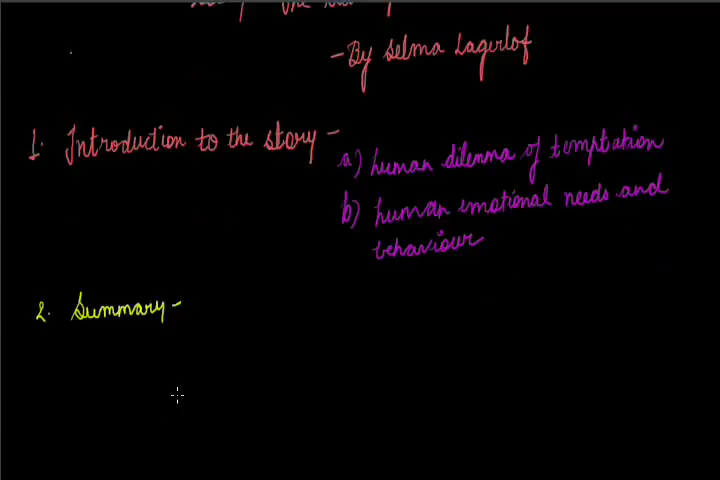 - By Selma Lagerlof
1. Introduction to the story -
a) human dilemma of temptation
b) human emotional needs and
behaviour
2. Summary -